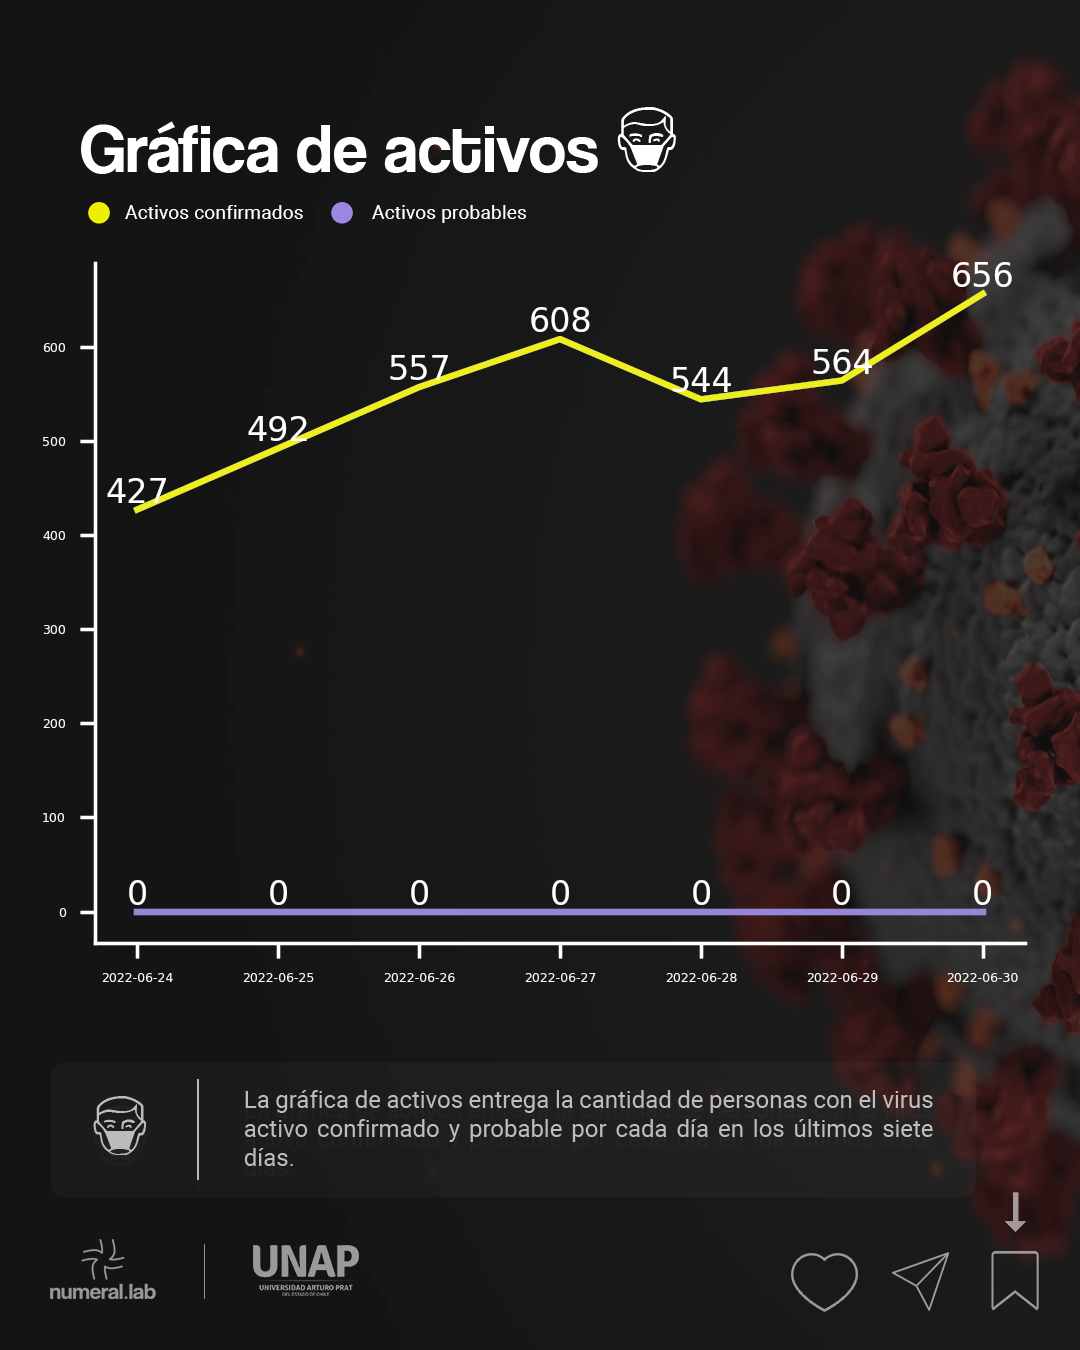 Gráfica de activos
Activos confirmados Activos probables
656
608
600
564
557
544
500
492
427
400
300
200
100
0 0 0 0 0 0 0
0
2022-06-24 2022-06-25 2022-06-26 2022-06-27 2022-06-28 2022-06-29 2022-06-30
La gráfica de activos entrega la cantidad de personas con el virus
activo confirmado y probable por cada día en los últimos siete
días.
numeral.lab
UNAP
UNIVERSIDAD ARTURO PRAT
DEL ESTADO DE CHILE